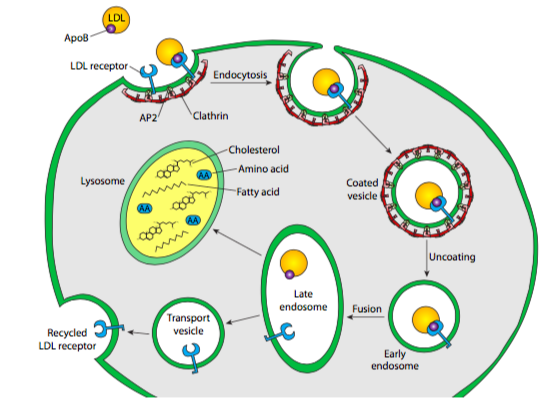 LDL
ApoB
LDL receptor
AP2
Clathrin
Endocytosis
Cholesterol
Amino acid
Fatty acid
AA
AA
AA
Lysosome
Coated
vesicle
Uncoating
Late
endosome
Fusion
Early
endosome
Transport
vesicle
Recycled
LDL receptor